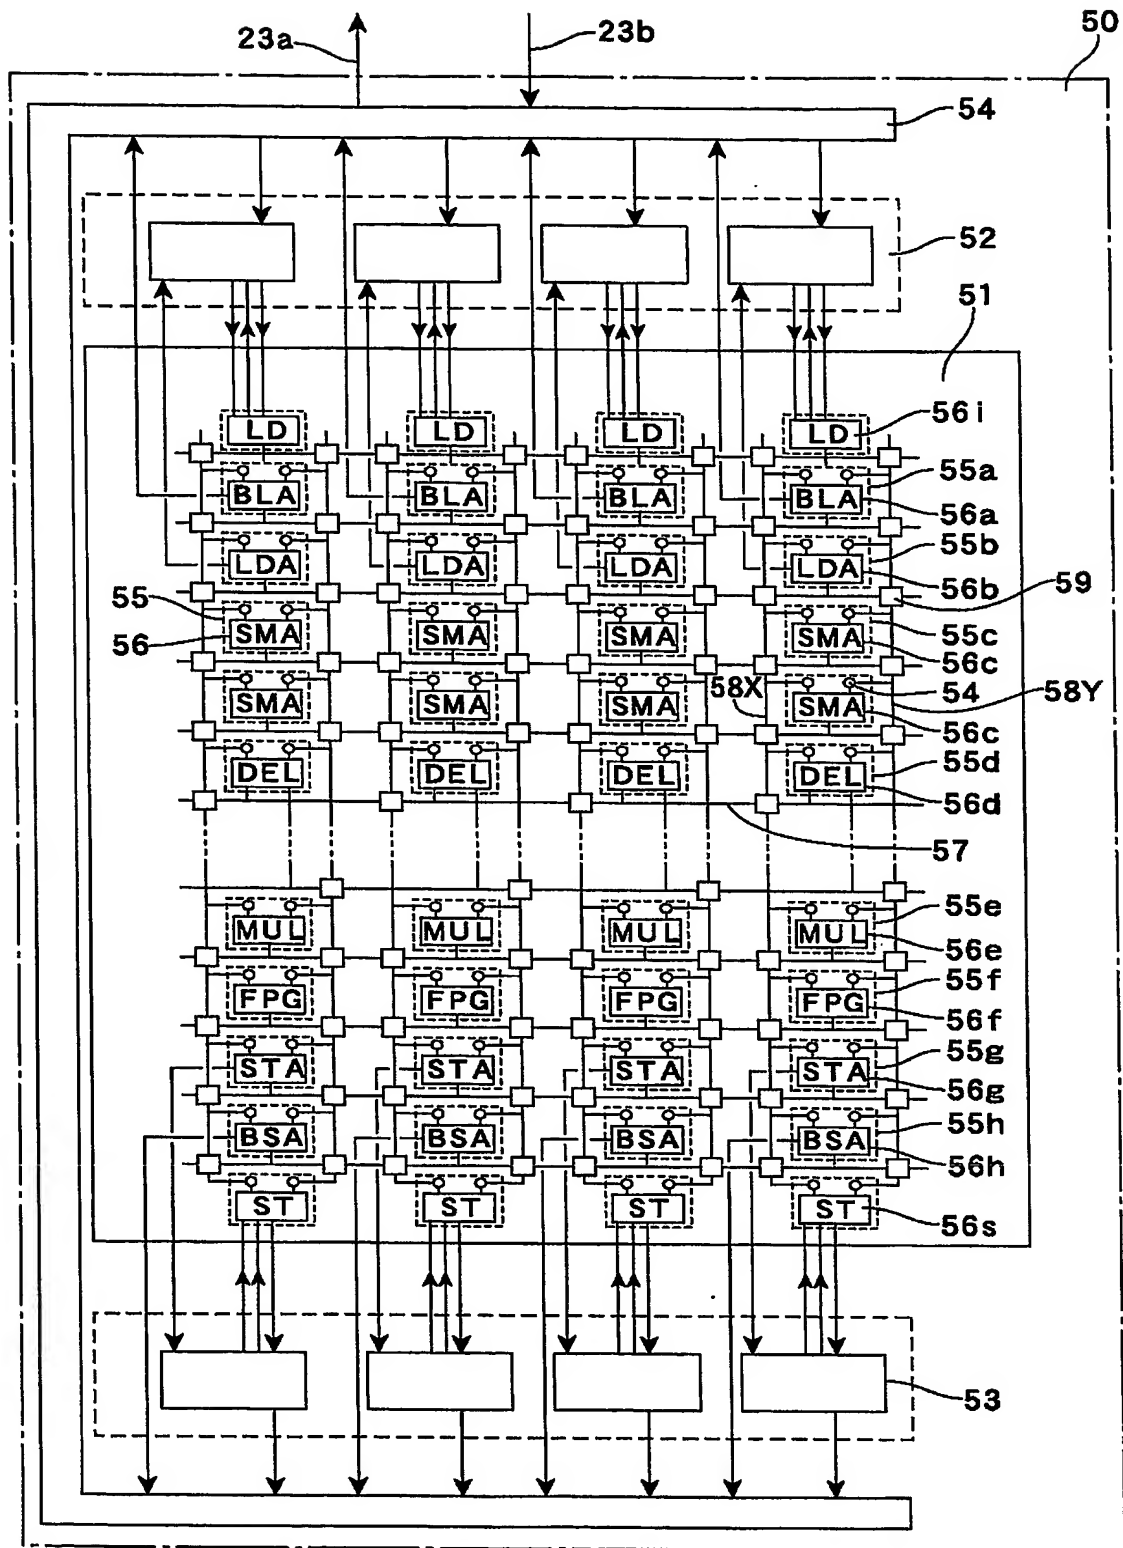 23a 23b 50
54
52
51
LD LD LD LD 56i
55a
BLA BLA BLA BLA 56a
55b
LDA LDA LDA LDA 56b
55 59
56 SMA SMA SMA SMA 55c
56c
58X 54 58Y
SMA SMA SMA SMA 56c
DEL DEL DEL DEL 55d
56d
57
55e
MUL MUL MUL MUL 56e
55f
FPG FPG FPG FPG 56f
55g
STA STA STA STA 56g
55h
BSA BSA BSA BSA 56h
ST ST ST ST 56s
53